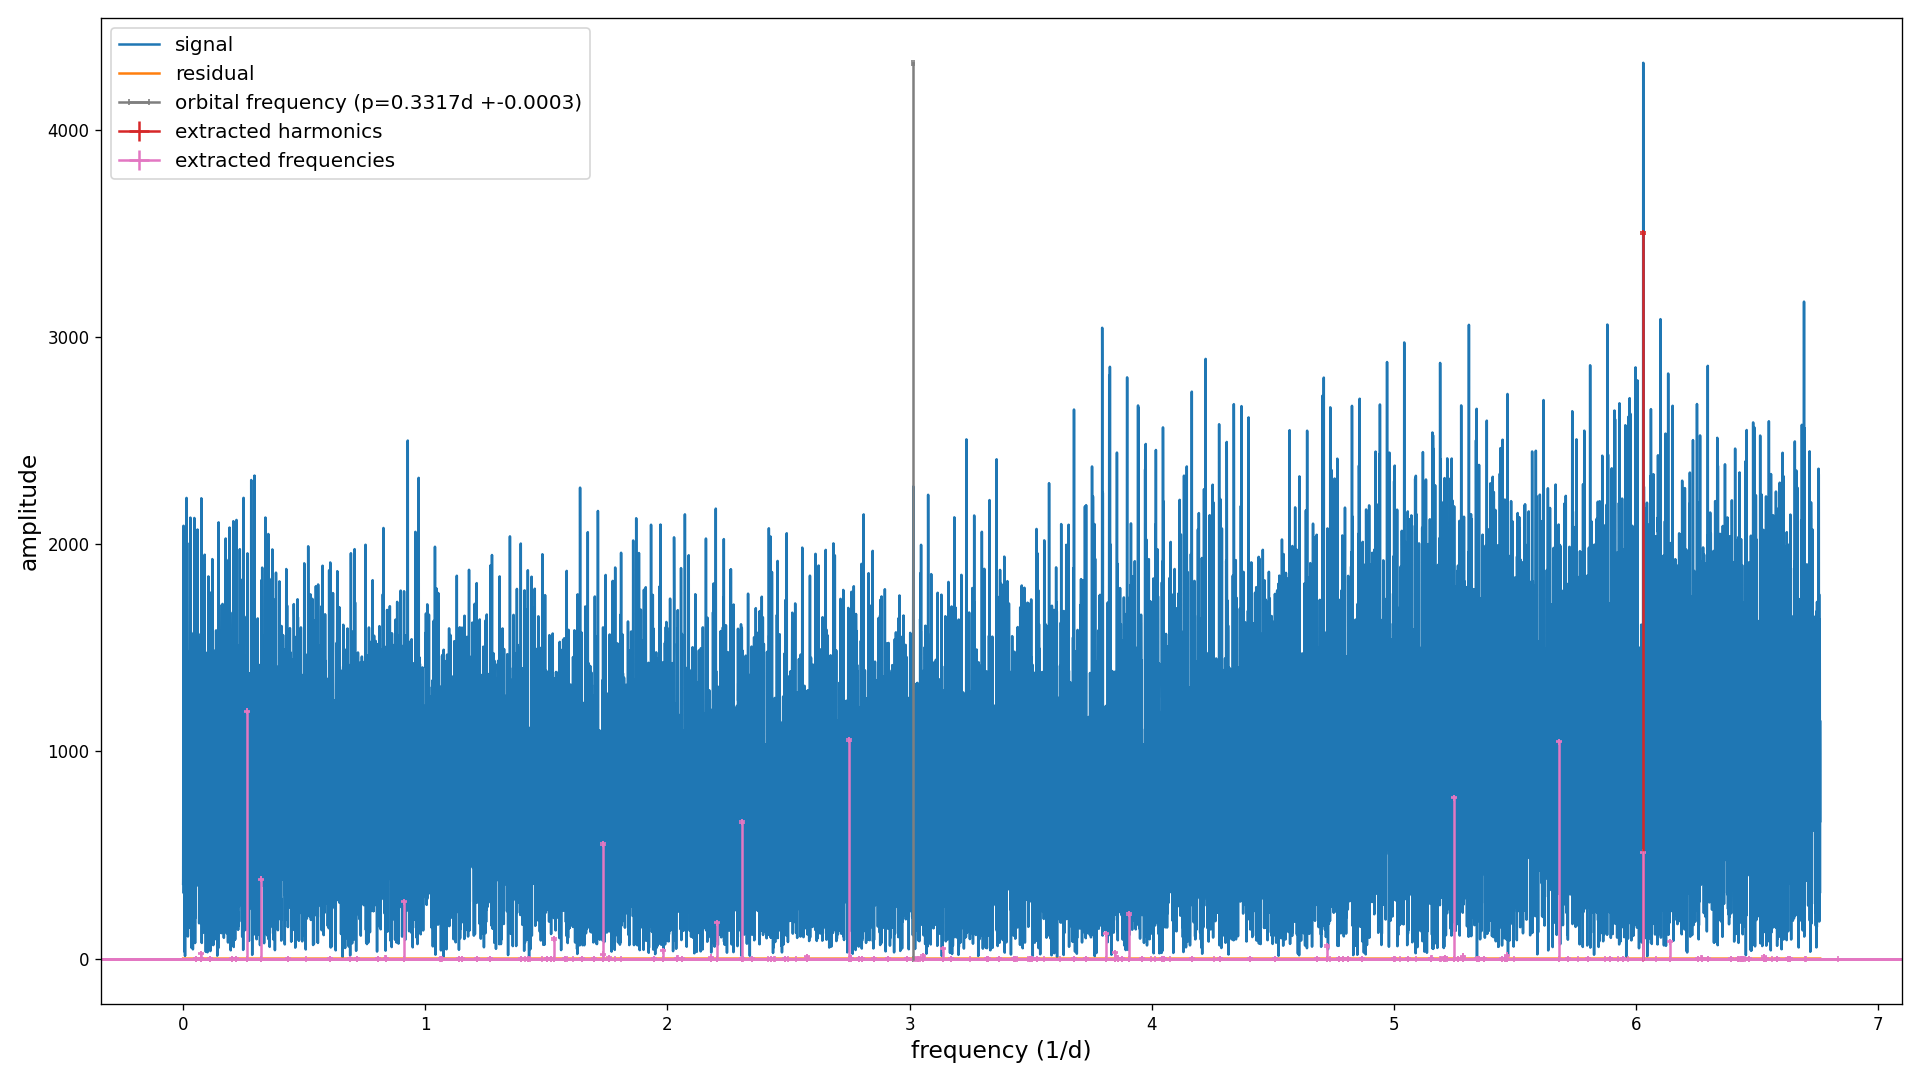 signal
residual
orbital frequency (p=0.3317d +-0.0003)
extracted harmonics
extracted frequencies
amplitude
4000
3000
2000
1000
0
0 1 2 3 4 5 6 7
frequency (1/d)